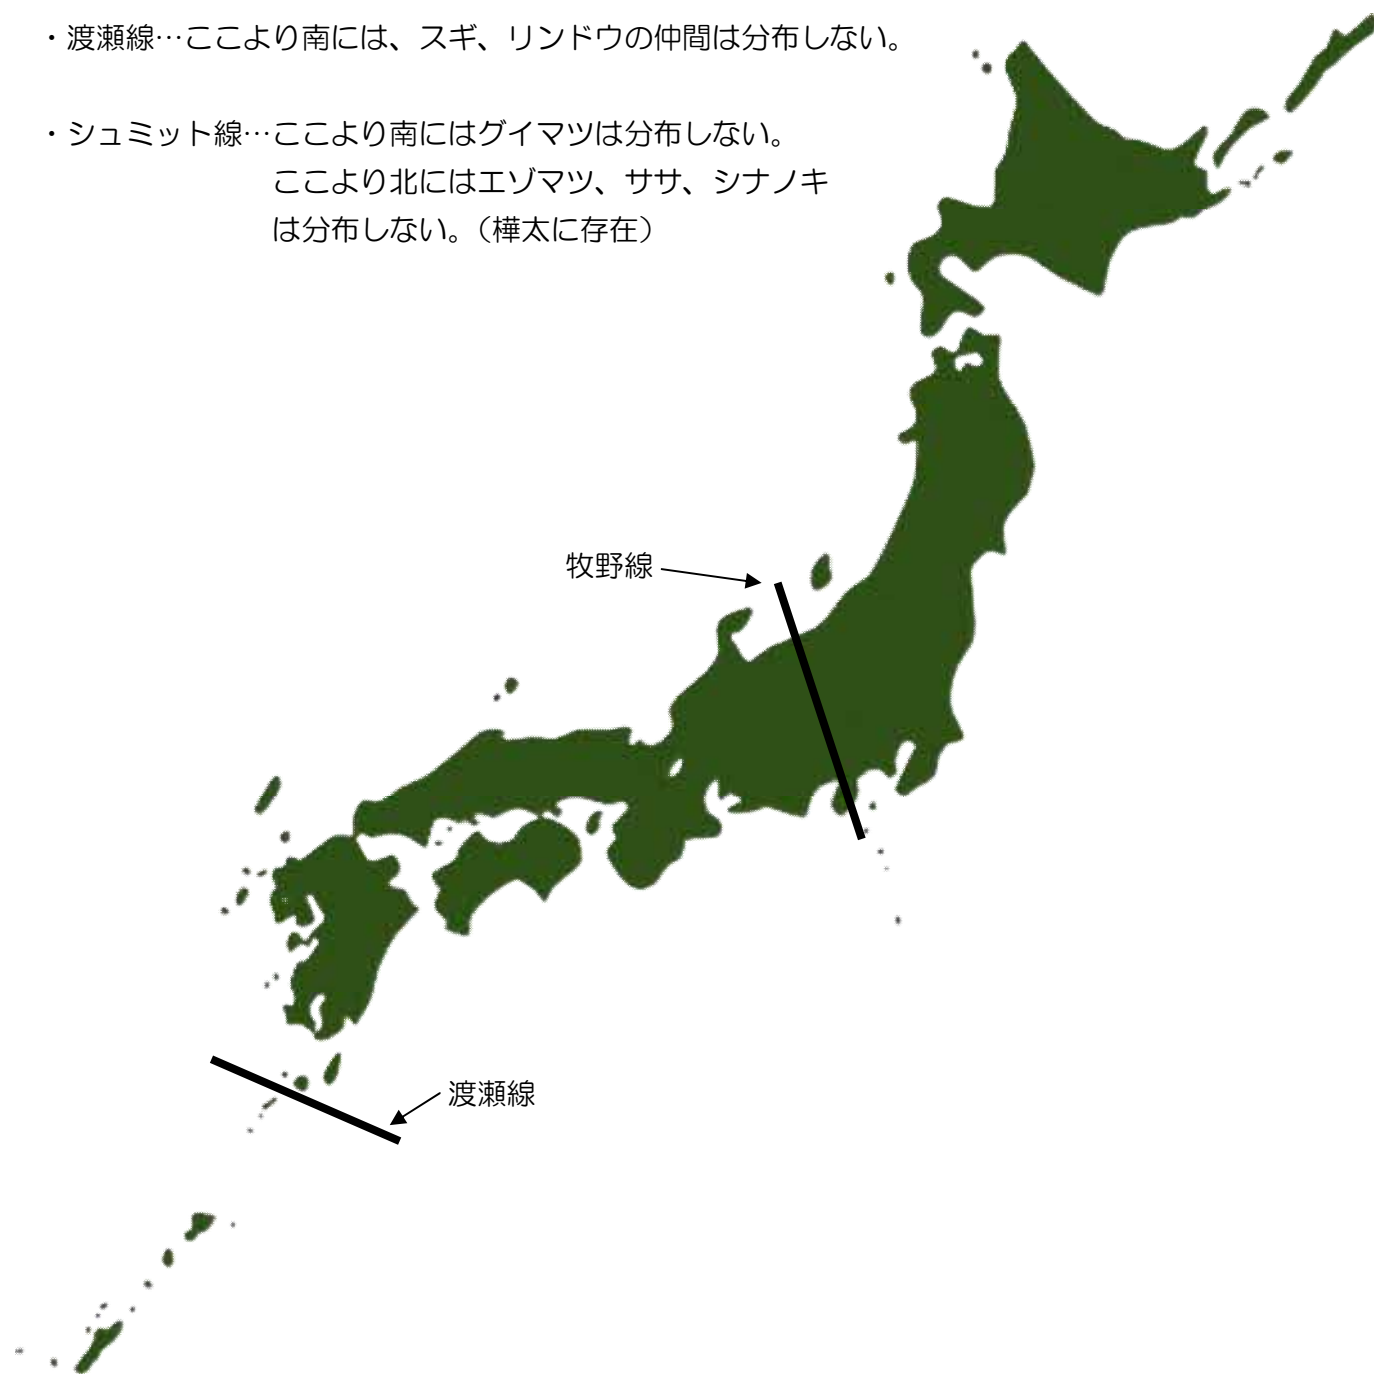 ・渡瀬線…ここより南には、スギ、リンドウの仲間は分布しない。
・シュミット線…ここより南にはグイマツは分布しない。
ここより北にはエゾマツ、ササ、シナノキ
は分布しない。（樺太に存在）
牧野線
渡瀬線